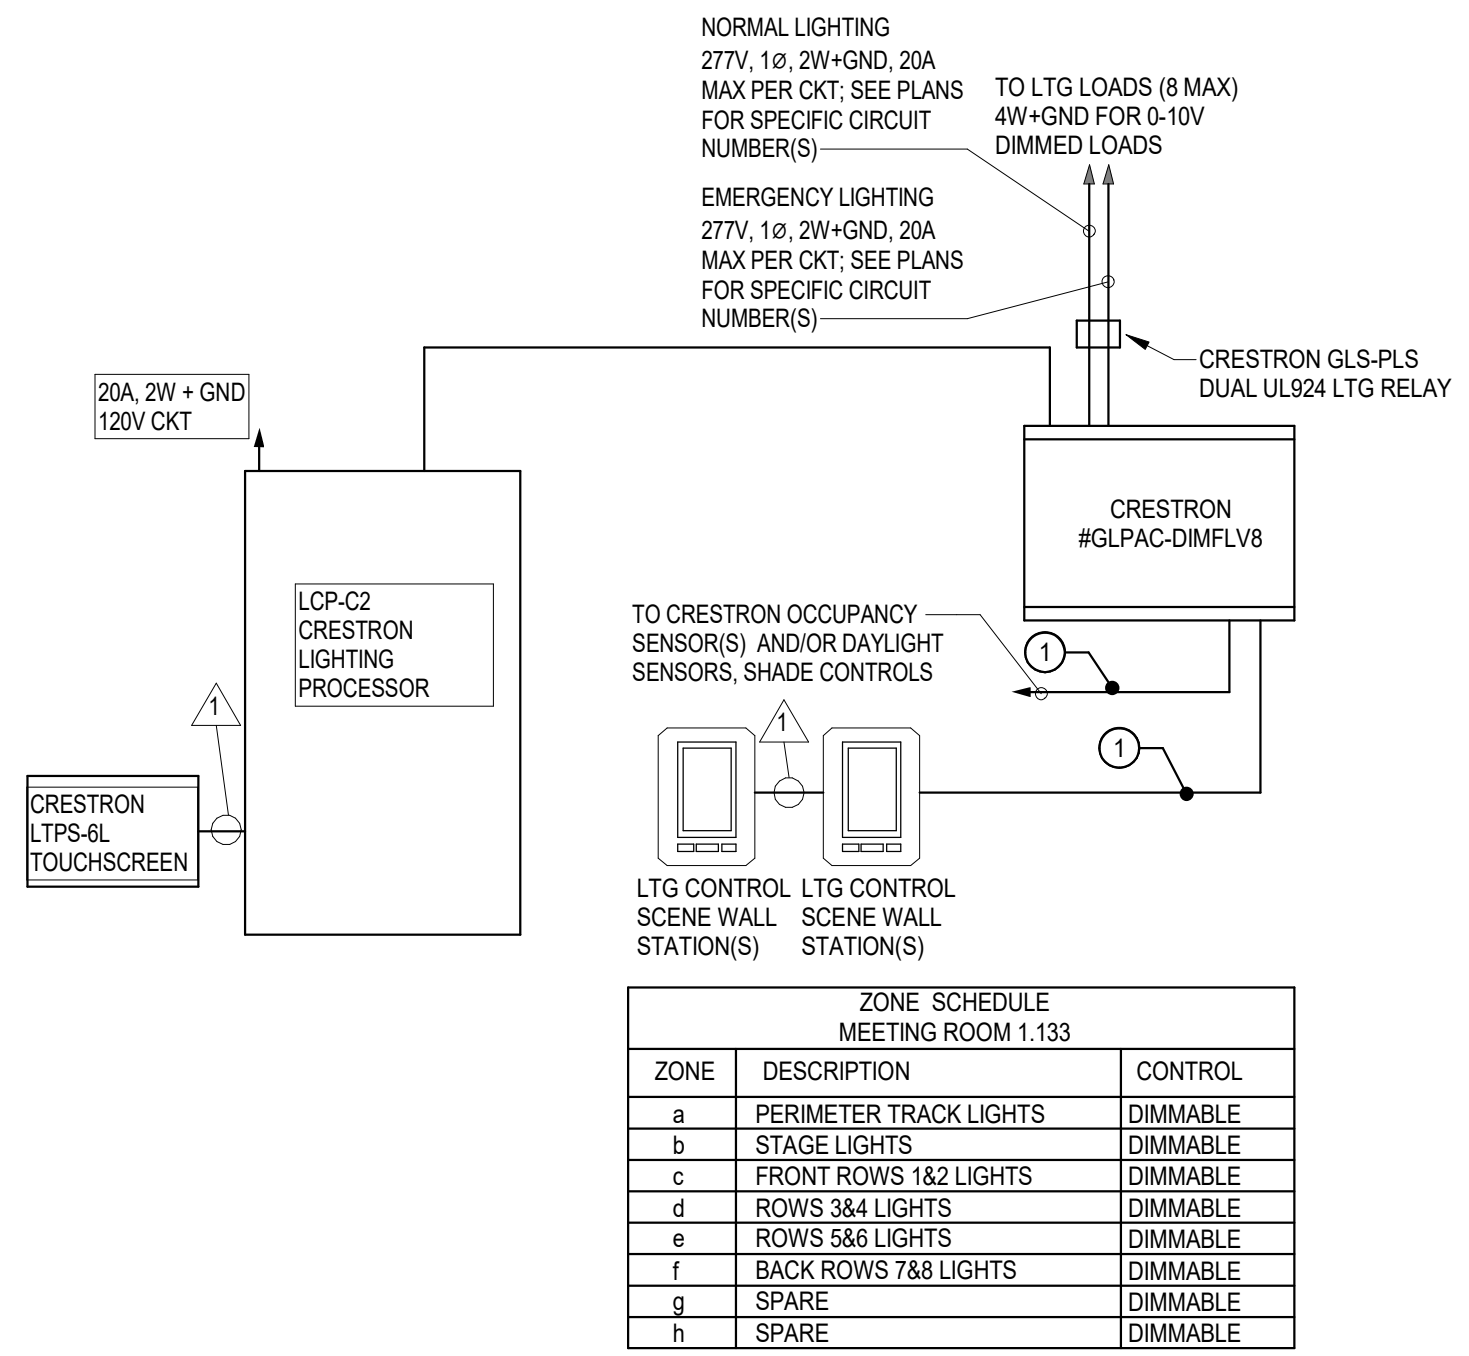 NORMAL LIGHTING
277V, 1Ø, 2W+GND, 20A
MAX PER CKT; SEE PLANS
FOR SPECIFIC CIRCUIT
NUMBER(S)
TO LTG LOADS (8 MAX)
4W+GND FOR 0-10V
DIMMED LOADS
EMERGENCY LIGHTING
277V, 1Ø, 2W+GND, 20A
MAX PER CKT; SEE PLANS
FOR SPECIFIC CIRCUIT
NUMBER(S)
CRESTRON GLS-PLS
DUAL UL924 LTG RELAY
20A, 2W + GND
120V CKT
CRESTRON
#GLPAC-DIMFLV8
LCP-C2
CRESTRON
LIGHTING
PROCESSOR
TO CRESTRON OCCUPANCY
SENSOR(S) AND/OR DAYLIGHT
SENSORS, SHADE CONTROLS
1
1
1
1
CRESTRON
LTPS-6L
TOUCHSCREEN
LTG CONTROL
SCENE WALL
STATION(S)
LTG CONTROL
SCENE WALL
STATION(S)
ZONE SCHEDULE
MEETING ROOM 1.133
ZONE DESCRIPTION CONTROL
a PERIMETER TRACK LIGHTS DIMMABLE
b STAGE LIGHTS DIMMABLE
c FRONT ROWS 1&2 LIGHTS DIMMABLE
d ROWS 3&4 LIGHTS DIMMABLE
e ROWS 5&6 LIGHTS DIMMABLE
f BACK ROWS 7&8 LIGHTS DIMMABLE
g SPARE DIMMABLE
h SPARE DIMMABLE